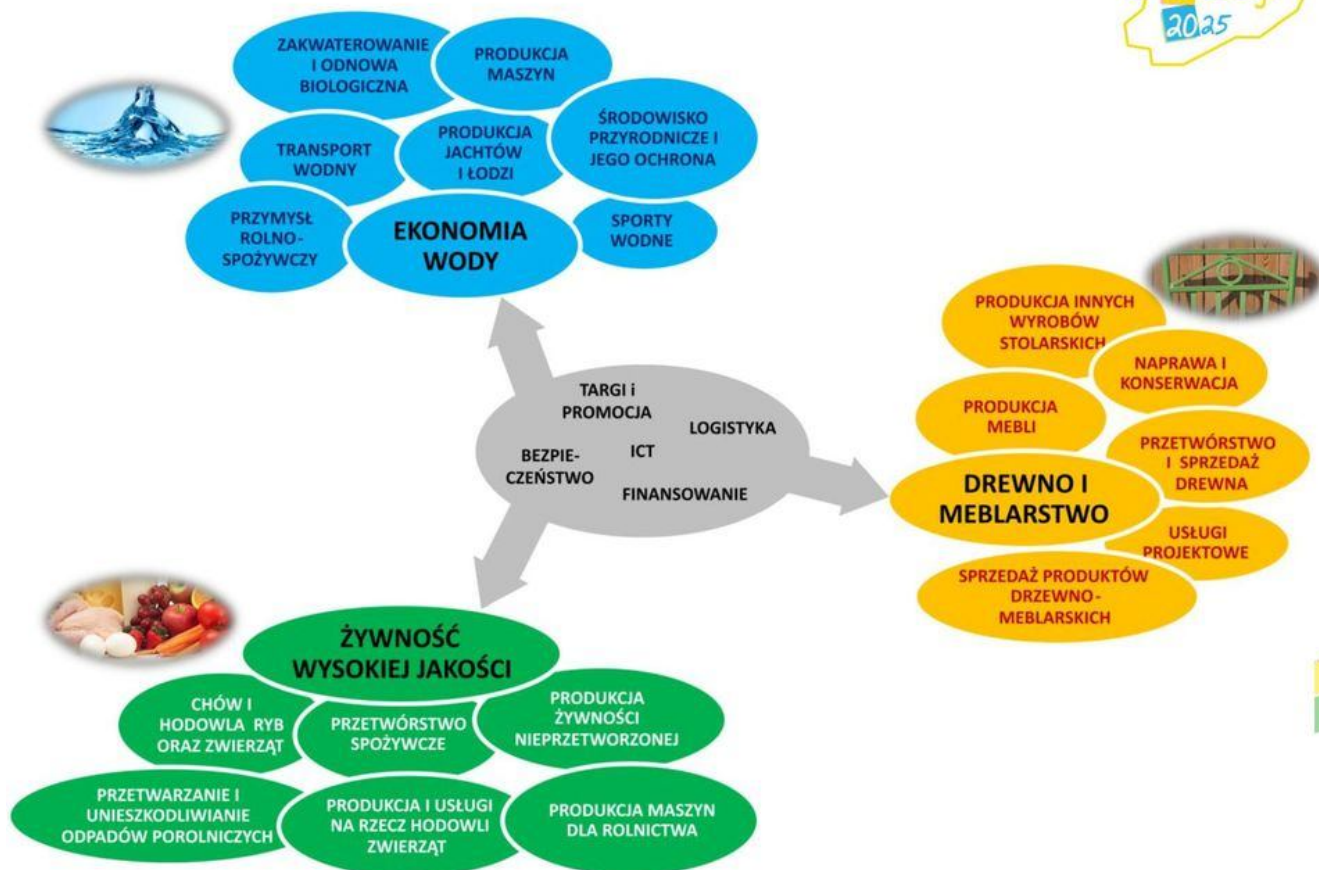 2025
ZAKWATEROWANIE
I ODNOWA
BIOLOGICZNA
PRODUKCJA
MASZYN
TRANSPORT
WODNY
PRODUKCJA
JACHTÓW
I ŁODZI
ŚRODOWISKO
PRZYRODNICZE I
JEGO OCHRONA
PRZYMYSŁ
ROLNO-
SPOŻYWCZY
EKONOMIA
WODY
SPORTY
WODNE
TARGI i
PROMOCJA
LOGISTYKA
BEZPIE-
CZEŃSTWO
ICT
FINANSOWANIE
PRODUKCJA INNYCH
WYROBÓW
STOLARSKICH
NAPRAWA I
KONSERWACJA
PRODUKCJA
MEBLI
PRZETWÓRSTWO
I SPRZEDAŻ
DREWNA
DREWNO I
MEBLARSTWO
USŁUGI
PROJEKTOWE
SPRZEDAŻ PRODUKTÓW
DRZEWNO-
MEBLARSKICH
ŻYWNOŚĆ
WYSOKIEJ JAKOŚCI
CHÓW I
HODOWLA RYB
ORAZ ZWIERZĄT
PRZETWÓRSTWO
SPOŻYWCZE
PRODUKCJA
ŻYWNOŚCI
NIEPRZETWORZONEJ
PRZETWARZANIE I
UNIESZKODLIWIANIE
ODPADÓW POROLNICZYCH
PRODUKCJA I USŁUGI
NA RZECZ HODOWLI
ZWIERZĄT
PRODUKCJA MASZYN
DLA ROLNICTWA